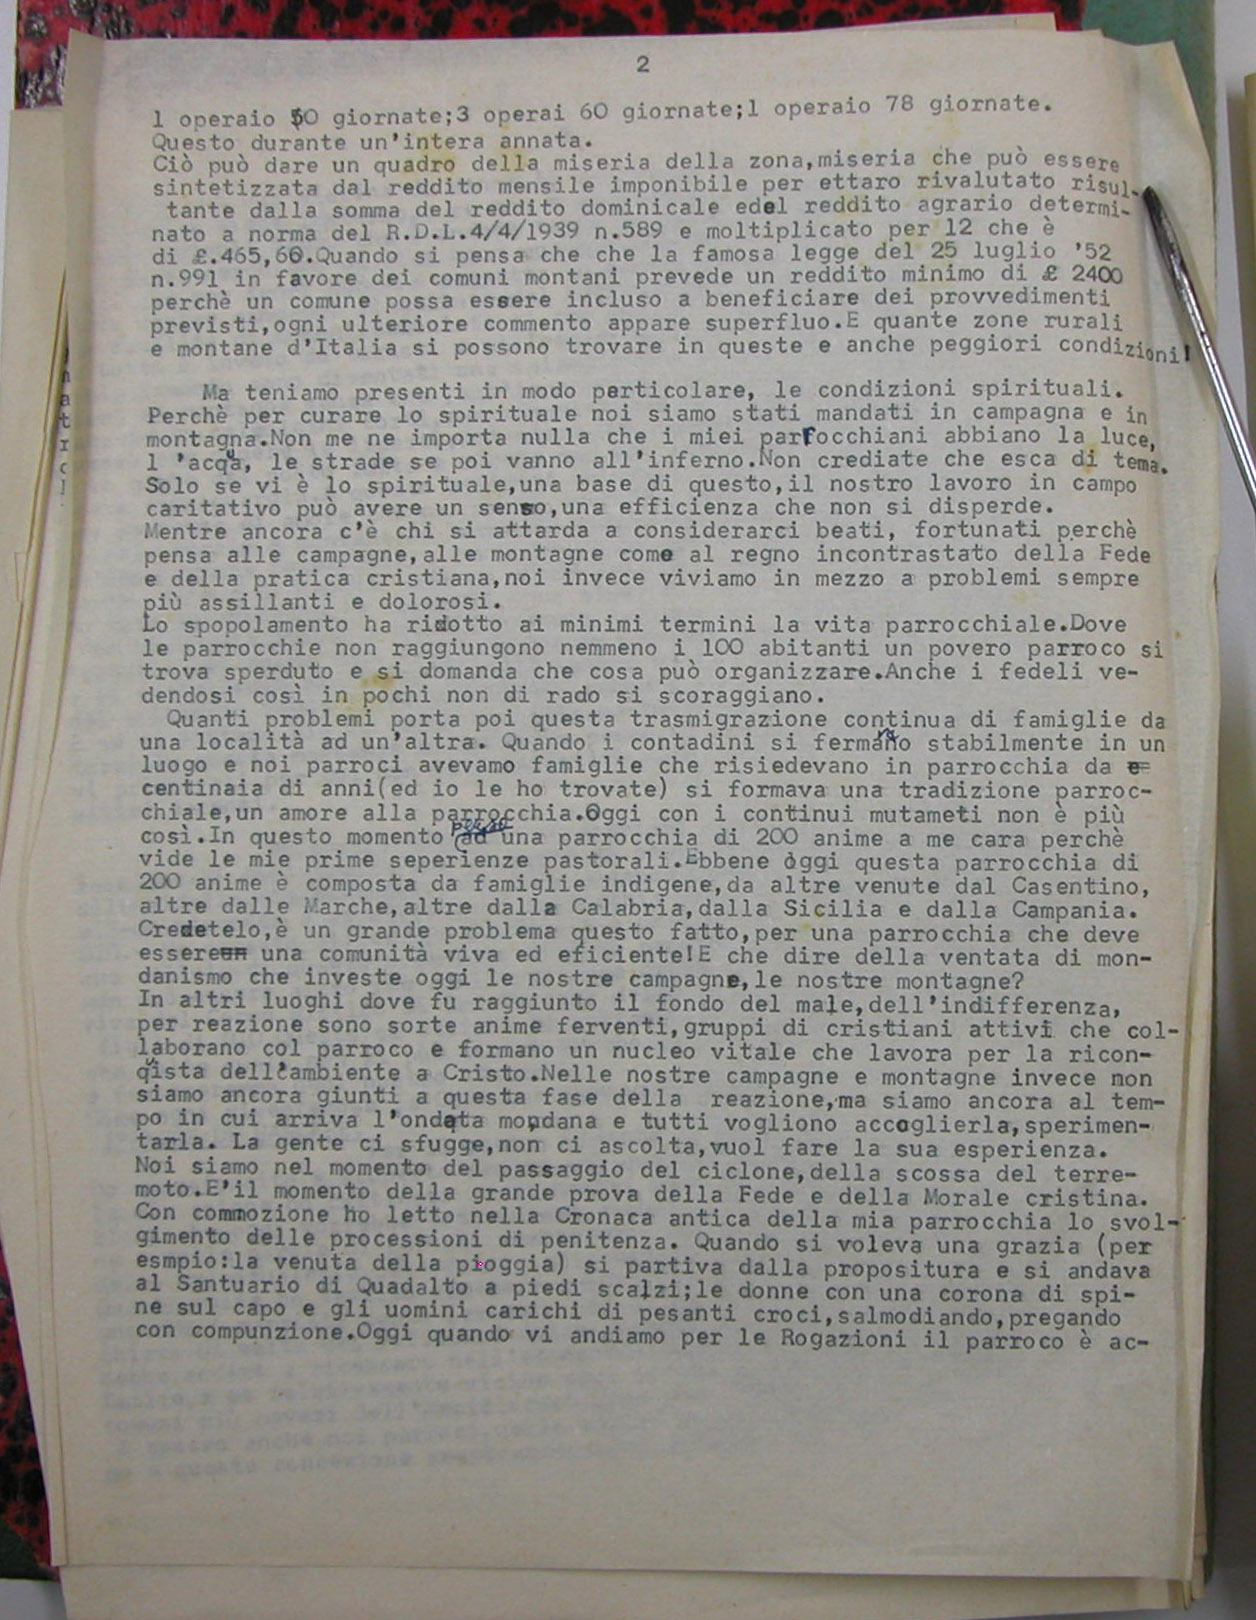 2
1 operaio 50 giornate;3 operai 60 giornate;1 operaio 78 giornate.
Questo durante un'intera annata.
Ciò può dare un quadro della miseria della zona,miseria che può essere
sintetizzata dal reddito mensile imponibile per ettaro rivalutato risul-
tante dalla somma del reddito dominicale edel reddito agrario determi-
nato a norma del R.D.L.4/4/1939 n.589 e moltiplicato per 12 che è
di £.465,60.Quando si pensa che che la famosa legge del 25 luglio '52
n.991 in favore dei comuni montani prevede un reddito minimo di £ 2400
perchè un comune possa essere incluso a beneficiare dei provvedimenti
previsti,ogni ulteriore commento appare superfluo.E quante zone rurali
e montane d'Italia si possono trovare in queste e anche peggiori condizioni!
Ma teniamo presenti in modo particolare, le condizioni spirituali.
Perchè per curare lo spirituale noi siamo stati mandati in campagna e in
montagna.Non me ne importa nulla che i miei parrocchiani abbiano la luce,
l 'acqua, le strade se poi vanno all'inferno.Non crediate che esca di tema.
Solo se vi è lo spirituale,una base di questo,il nostro lavoro in campo
caritativo può avere un senso,una efficienza che non si disperde.
Mentre ancora c'è chi si attarda a considerarci beati, fortunati perchè
pensa alle campagne,alle montagne come al regno incontrastato della Fede
e della pratica cristiana,noi invece viviamo in mezzo a problemi sempre
più assillanti e dolorosi.
Lo spopolamento ha ridotto ai minimi termini la vita parrocchiale.Dove
le parrocchie non raggiungono nemmeno i 100 abitanti un povero parroco si
trova sperduto e si domanda che cosa può organizzare.Anche i fedeli ve-
dendosi così in pochi non di rado si scoraggiano.
Quanti problemi porta poi questa trasmigrazione continua di famiglie da
una località ad un'altra. Quando i contadini si fermavano stabilmente in un
luogo e noi parroci avevamo famiglie che risiedevano in parrocchia da e
centinaia di anni(ed io le ho trovate) si formava una tradizione parroc-
chiale,un amore alla parrocchia.Oggi con i continui mutameti non è più
così.In questo momento penso ad una parrocchia di 200 anime a me cara perchè
vide le mie prime seperienze pastorali.Ebbene oggi questa parrocchia di
200 anime è composta da famiglie indigene,da altre venute dal Casentino,
altre dalle Marche,altre dalla Calabria,dalla Sicilia e dalla Campania.
Credetelo,è un grande problema questo fatto,per una parrocchia che deve
essereun una comunità viva ed eficiente!E che dire della ventata di mon-
danismo che investe oggi le nostre campagne,le nostre montagne?
In altri luoghi dove fu raggiunto il fondo del male,dell'indifferenza,
per reazione sono sorte anime ferventi,gruppi di cristiani attivi che col-
laborano col parroco e formano un nucleo vitale che lavora per la ricon-
quista dell'ambiente a Cristo.Nelle nostre campagne e montagne invece non
siamo ancora giunti a questa fase della  reazione,ma siamo ancora al tem-
po in cui arriva l'ondata mondana e tutti vogliono accoglierla,sperimen-
tarla. La gente ci sfugge,non ci ascolta,vuol fare la sua esperienza.
Noi siamo nel momento del passaggio del ciclone,della scossa del terre-
moto.E'il momento della grande prova della Fede e della Morale cristina.
Con commozione ho letto nella Cronaca antica della mia parrocchia lo svol-
gimento delle processioni di penitenza. Quando si voleva una grazia (per
esmpio:la venuta della pioggia) si partiva dalla propositura e si andava
al Santuario di Quadalto a piedi scalzi;le donne con una corona di spi-
ne sul capo e gli uomini carichi di pesanti croci,salmodiando,pregando
con compunzione.Oggi quando vi andiamo per le Rogazioni il parroco è ac-